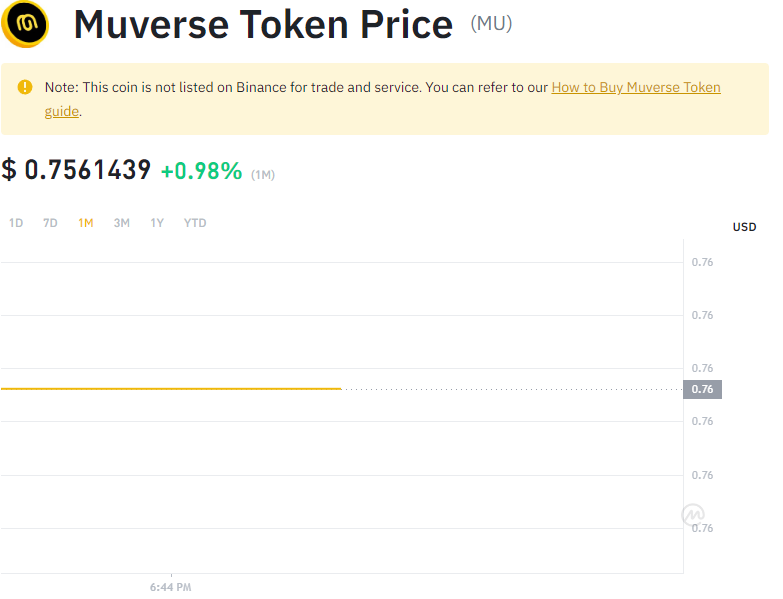 Muverse Token Price (MU)
Note: This coin is not listed on Binance for trade and service. You can refer to our How to Buy Muverse Token
guide.
$ 0.7561439 +0.98% (1M)
1D 7D 1M 3M 1Y YTD
USD
0.76
0.76
0.76
0.76
0.76
0.76
0.76
6:44 PM